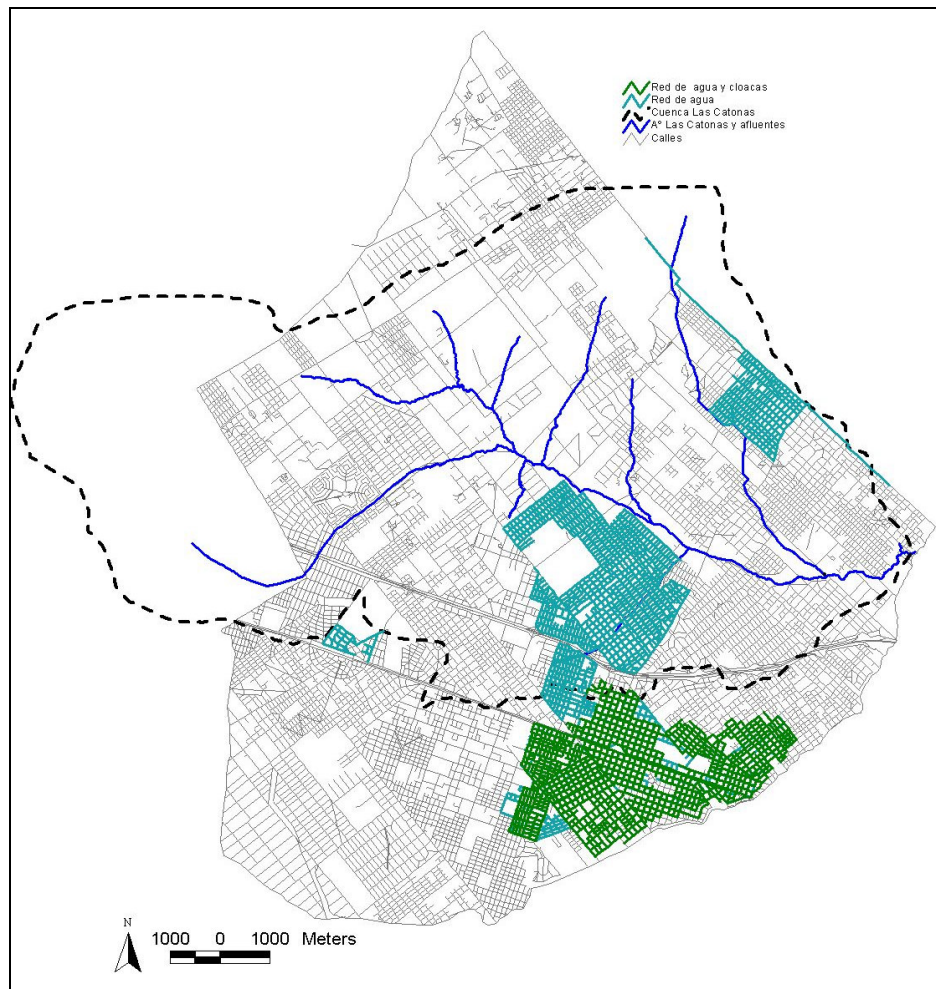 Red de agua y cloacas
Red de agua
Cuenca Las Catonas
A° Las Catonas y afluentes
Calles
N
1000 0 1000 Meters